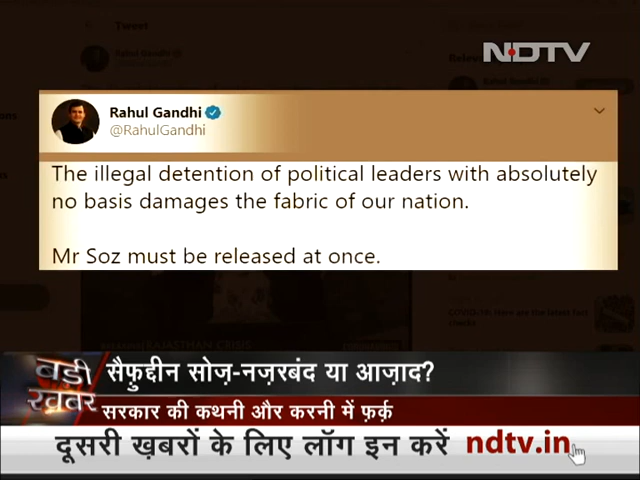 Tweet
NDTV
Rahul Gandhi
@RahulGandhi
The illegal detention of political leaders with absolutely
no basis damages the fabric of our nation.
Mr Soz must be released at once.
बड़ी
ख़बर
सैफ़ुद्दीन सोज़-नज़रबंद या आज़ाद?
सरकार की कथनी और करनी में फ़र्क़
दूसरी ख़बरों के लिए लॉग इन करें ndtv.in